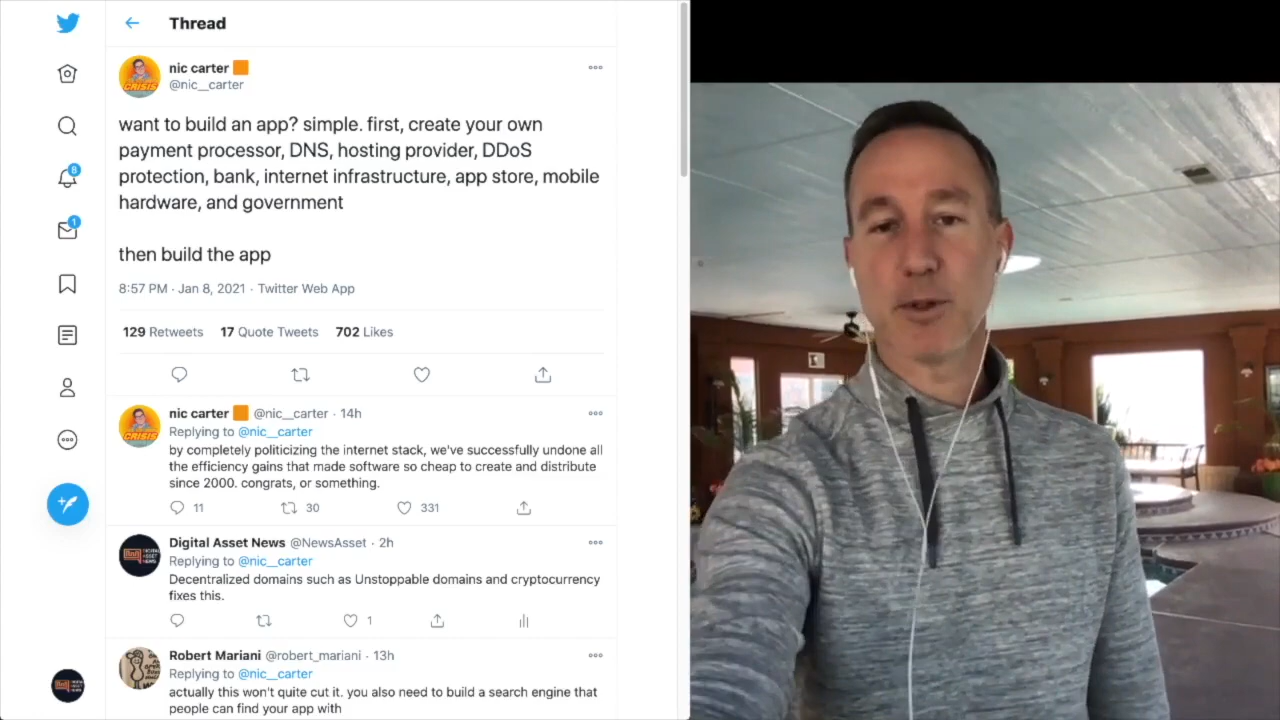 Thread
nic carter
@nic__carter
want to build an app? simple. first, create your own
payment processor, DNS, hosting provider, DDoS
protection, bank, internet infrastructure, app store, mobile
hardware, and government
then build the app
8:57 PM · Jan 8, 2021 · Twitter Web App
129 Retweets 17 Quote Tweets 702 Likes
nic carter @nic__carter · 14h
Replying to @nic__carter
by completely politicizing the internet stack, we've successfully undone all
the efficiency gains that made software so cheap to create and distribute
since 2000. congrats, or something.
11 30 331
Digital Asset News @NewsAsset · 2h
Replying to @nic__carter
Decentralized domains such as Unstoppable domains and cryptocurrency
fixes this.
1
Robert Mariani @robert_mariani · 13h
Replying to @nic__carter
actually this won't quite cut it. you also need to build a search engine that
people can find your app with
8
1
CRISIS
CRISIS